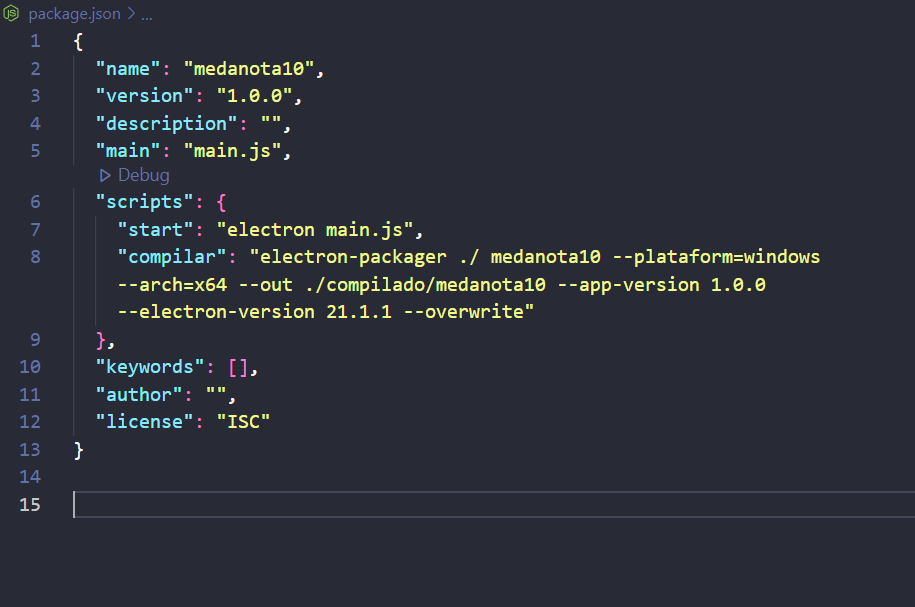 package.json > ...
1 {
2 "name": "medanota10",
3 "version": "1.0.0",
4 "description": "",
5 "main": "main.js",
Debug
6 "scripts": {
7 "start": "electron main.js",
8 "compilar": "electron-packager ./ medanota10 --plataform=windows
--arch=x64 --out ./compilado/medanota10 --app-version 1.0.0
--electron-version 21.1.1 --overwrite"
9 },
10 "keywords": [],
11 "author": "",
12 "license": "ISC"
13 }
14
15